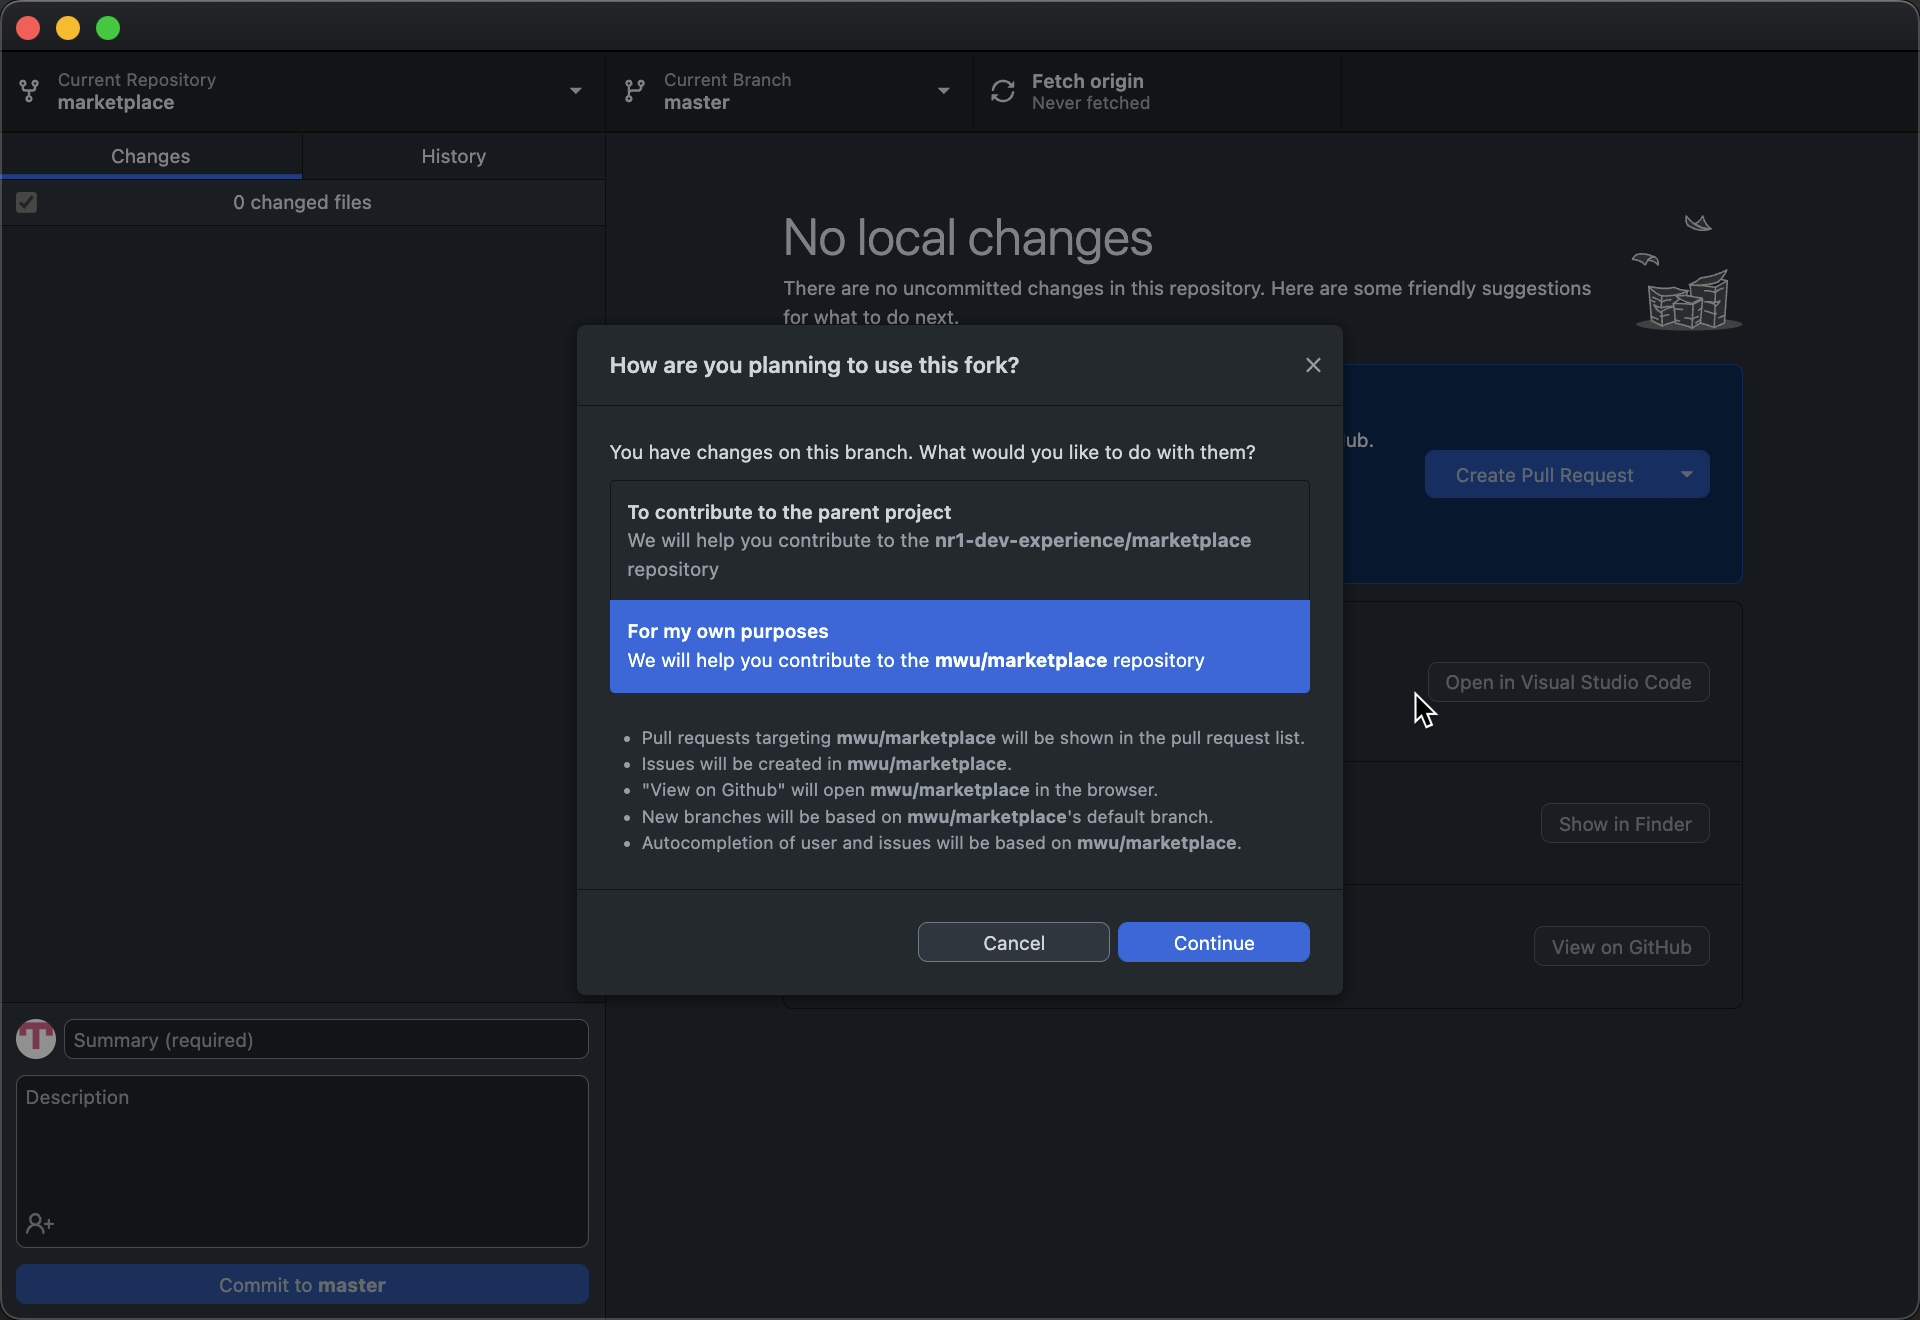 Current Repository
marketplace
Current Branch
master
Fetch origin
Never fetched
Changes
History
0 changed files
No local changes
There are no uncommitted changes in this repository. Here are some friendly suggestions
for what to do next.
How are you planning to use this fork?
You have changes on this branch. What would you like to do with them?
To contribute to the parent project
We will help you contribute to the nr1-dev-experience/marketplace
repository
For my own purposes
We will help you contribute to the mwu/marketplace repository
• Pull requests targeting mwu/marketplace will be shown in the pull request list.
• Issues will be created in mwu/marketplace.
• "View on Github" will open mwu/marketplace in the browser.
• New branches will be based on mwu/marketplace's default branch.
• Autocompletion of user and issues will be based on mwu/marketplace.
Cancel
Continue
ub.
Create Pull Request
Open in Visual Studio Code
Show in Finder
View on GitHub
T
Summary (required)
Description
Commit to master